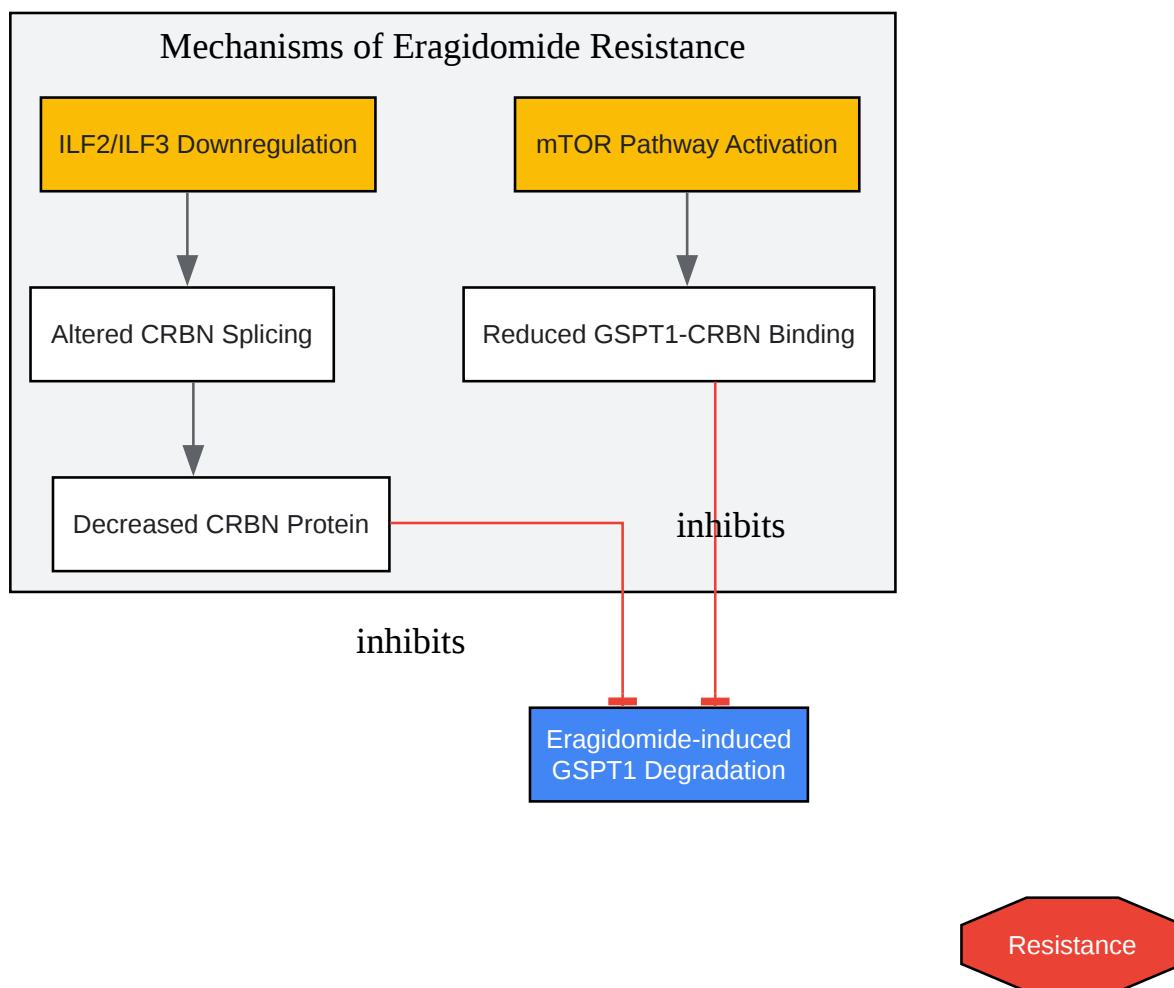 Mechanisms of Eragidomide Resistance
ILF2/ILF3 Downregulation
mTOR Pathway Activation
Altered CRBN Splicing
Reduced GSPT1-CRBN Binding
Decreased CRBN Protein
inhibits
inhibits
Eragidomide-induced
GSPT1 Degradation
Resistance